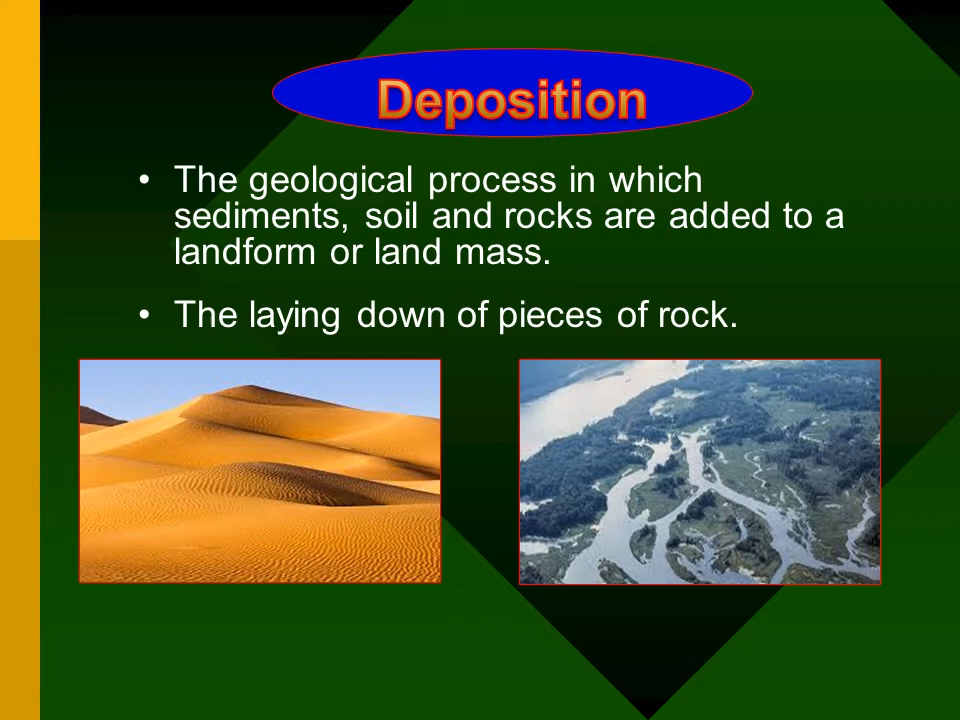 Deposition
• The geological process in which
sediments, soil and rocks are added to a
landform or land mass.
• The laying down of pieces of rock.